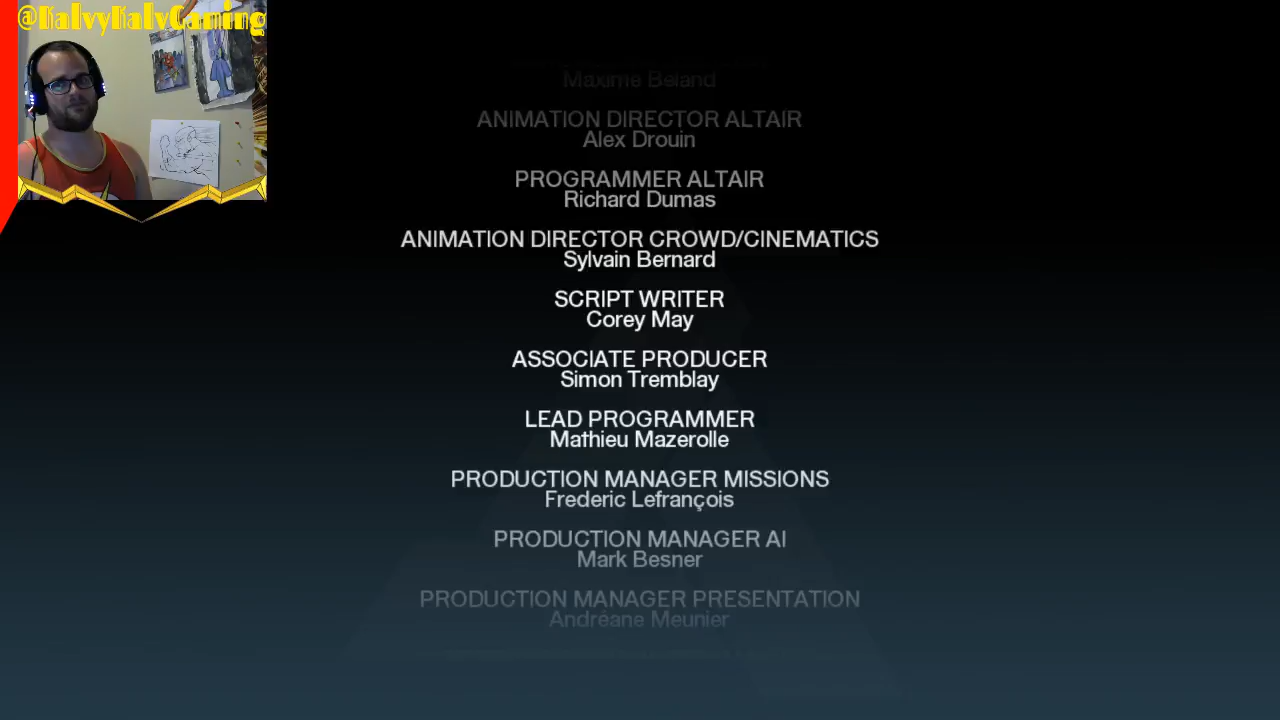 @KalvyKalvGaming
Maxime Beland
ANIMATION DIRECTOR ALTAIR
Alex Drouin
PROGRAMMER ALTAIR
Richard Dumas
ANIMATION DIRECTOR CROWD/CINEMATICS
Sylvain Bernard
SCRIPT WRITER
Corey May
ASSOCIATE PRODUCER
Simon Tremblay
LEAD PROGRAMMER
Mathieu Mazerolle
PRODUCTION MANAGER MISSIONS
Frederic Lefrançois
PRODUCTION MANAGER AI
Mark Besner
PRODUCTION MANAGER PRESENTATION
Andréane Meunier